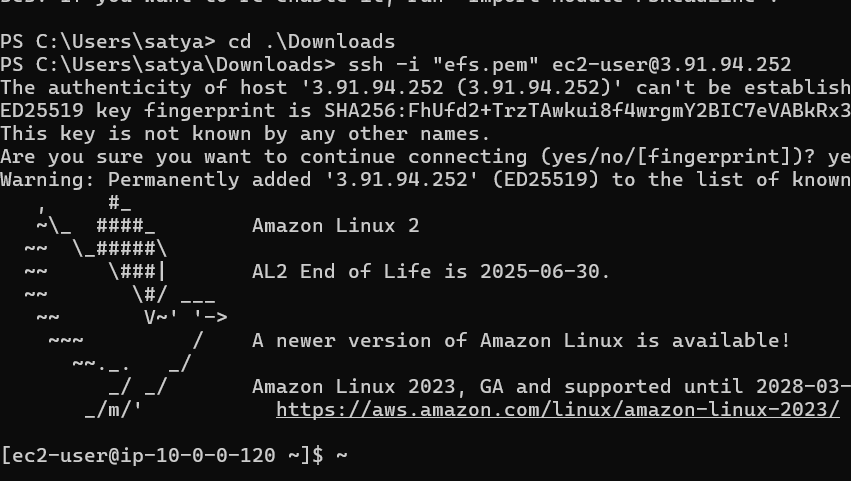 PS C:\Users\satya> cd .\Downloads
PS C:\Users\satya\Downloads> ssh -i "efs.pem" ec2-user@3.91.94.252
The authenticity of host '3.91.94.252 (3.91.94.252)' can't be establish
ED25519 key fingerprint is SHA256:FhUfd2+TrzTAwkui8f4wrgmY2BIC7eVABkRx3
This key is not known by any other names.
Are you sure you want to continue connecting (yes/no/[fingerprint])? ye
Warning: Permanently added '3.91.94.252' (ED25519) to the list of known
   ,     #_
   ~\_  ####_        Amazon Linux 2
  ~~  \_#####\
  ~~     \###|       AL2 End of Life is 2025-06-30.
  ~~       \#/ ___
   ~~       V~' '->
    ~~~         /    A newer version of Amazon Linux is available!
      ~~._.   _/
         _/ _/       Amazon Linux 2023, GA and supported until 2028-03-
       _/m/'           https://aws.amazon.com/linux/amazon-linux-2023/
[ec2-user@ip-10-0-0-120 ~]$ ~